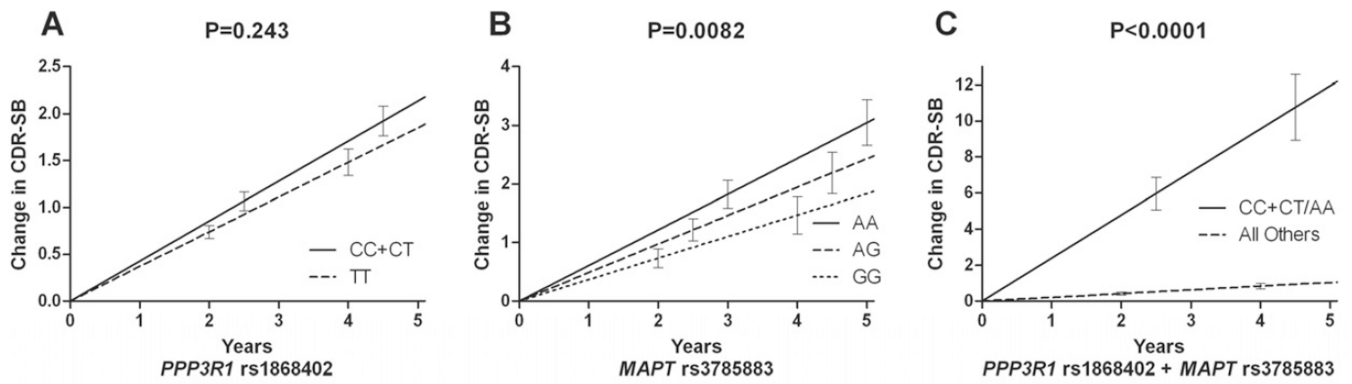 A
P=0.243
Change in CDR-SB
2.5
2.0
1.5
1.0
0.5
0.0
CC+CT
TT
0 1 2 3 4 5
Years
PPP3R1 rs1868402
B
P=0.0082
Change in CDR-SB
4
3
2
1
0
AA
AG
GG
0 1 2 3 4 5
Years
MAPT rs3785883
C
P<0.0001
Change in CDR-SB
12
10
8
6
4
2
0
CC+CT/AA
All Others
0 1 2 3 4 5
Years
PPP3R1 rs1868402 + MAPT rs3785883